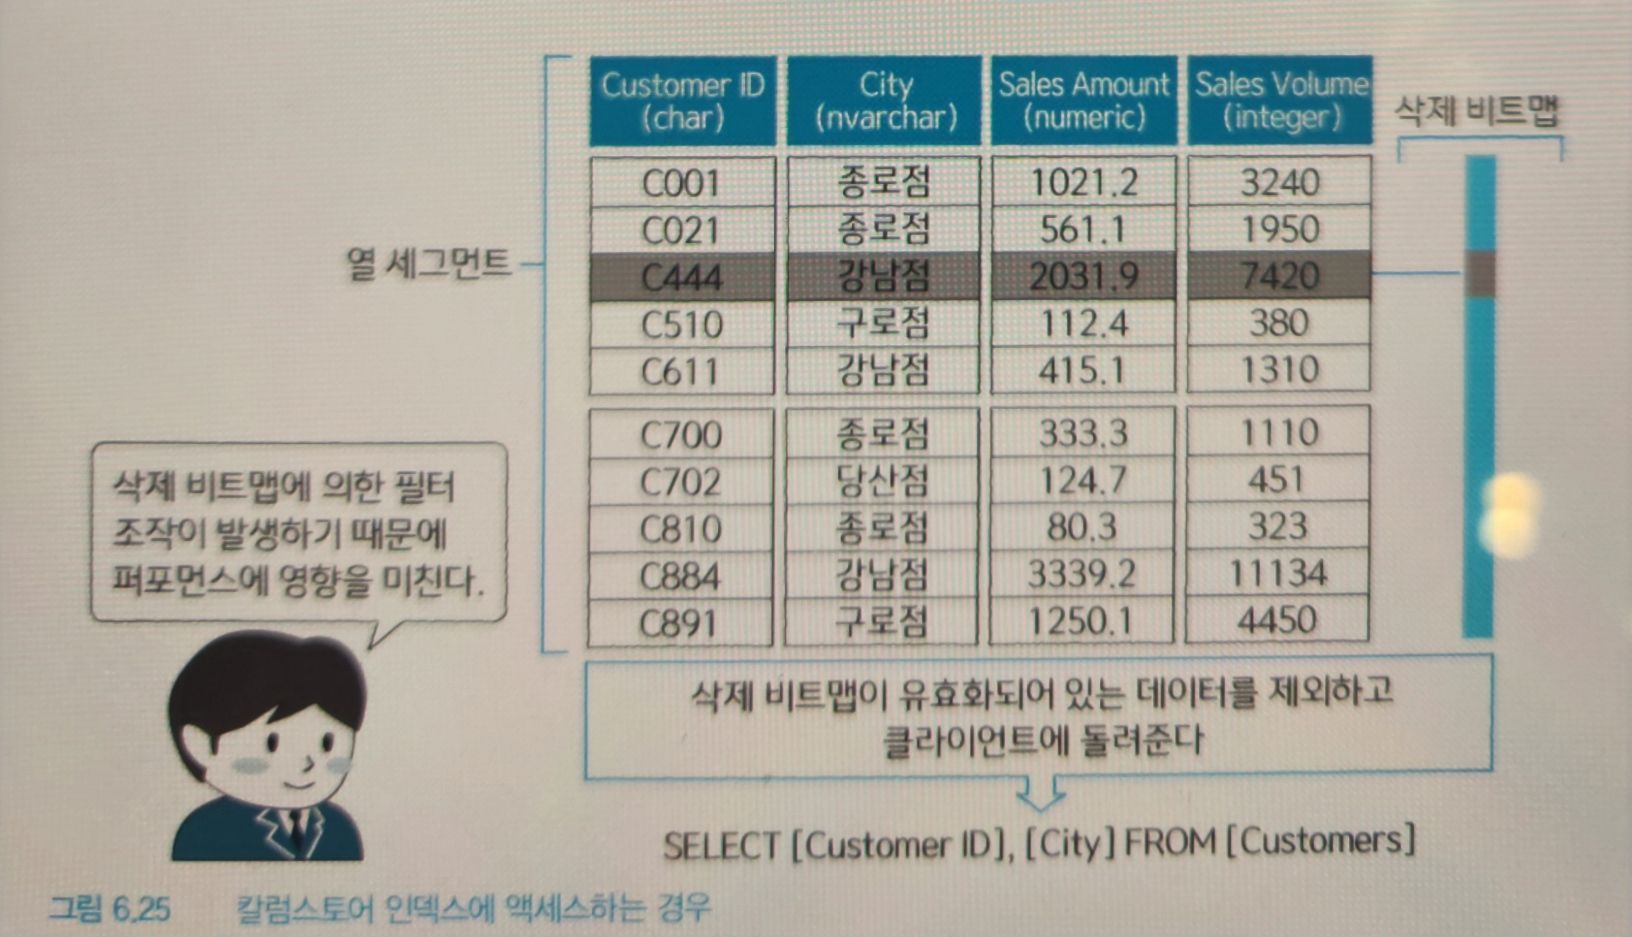 Customer ID City Sales Amount Sales Volume
(char) (nvarchar) (numeric) (integer)
삭제 비트맵
C001 종로점 1021.2 3240
C021 종로점 561.1 1950
열 세그먼트
C444 강남점 2031.9 7420
C510 구로점 112.4 380
C611 강남점 415.1 1310
C700 종로점 333.3 1110
C702 당산점 124.7 451
C810 종로점 80.3 323
C884 강남점 3339.2 11134
C891 구로점 1250.1 4450
삭제 비트맵에 의한 필터
조작이 발생하기 때문에
퍼포먼스에 영향을 미친다.
삭제 비트맵이 유효화되어 있는 데이터를 제외하고
클라이언트에 돌려준다
SELECT [Customer ID], [City] FROM [Customers]
그림 6.25 칼럼스토어 인덱스에 액세스하는 경우